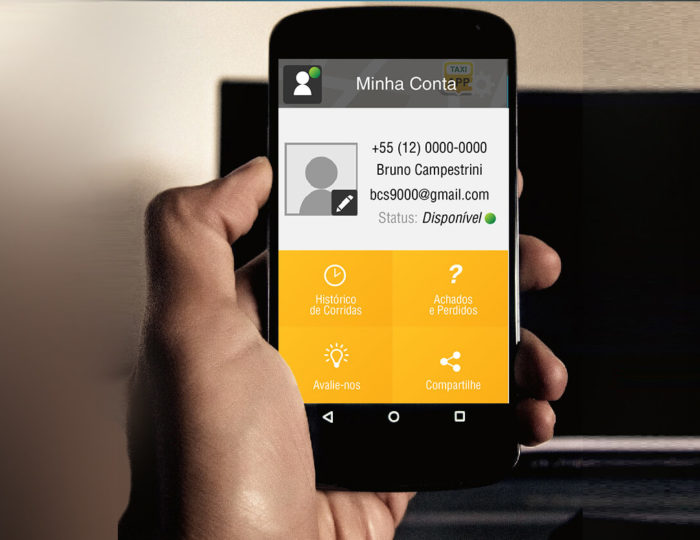 TAXI
APP
Minha Conta
+55 (12) 0000-0000
Bruno Campestrini
bcs9000@gmail.com
Status: Disponível
?
Histórico
de Corridas
Achados
e Perdidos
Avalie-nos
Compartilhe